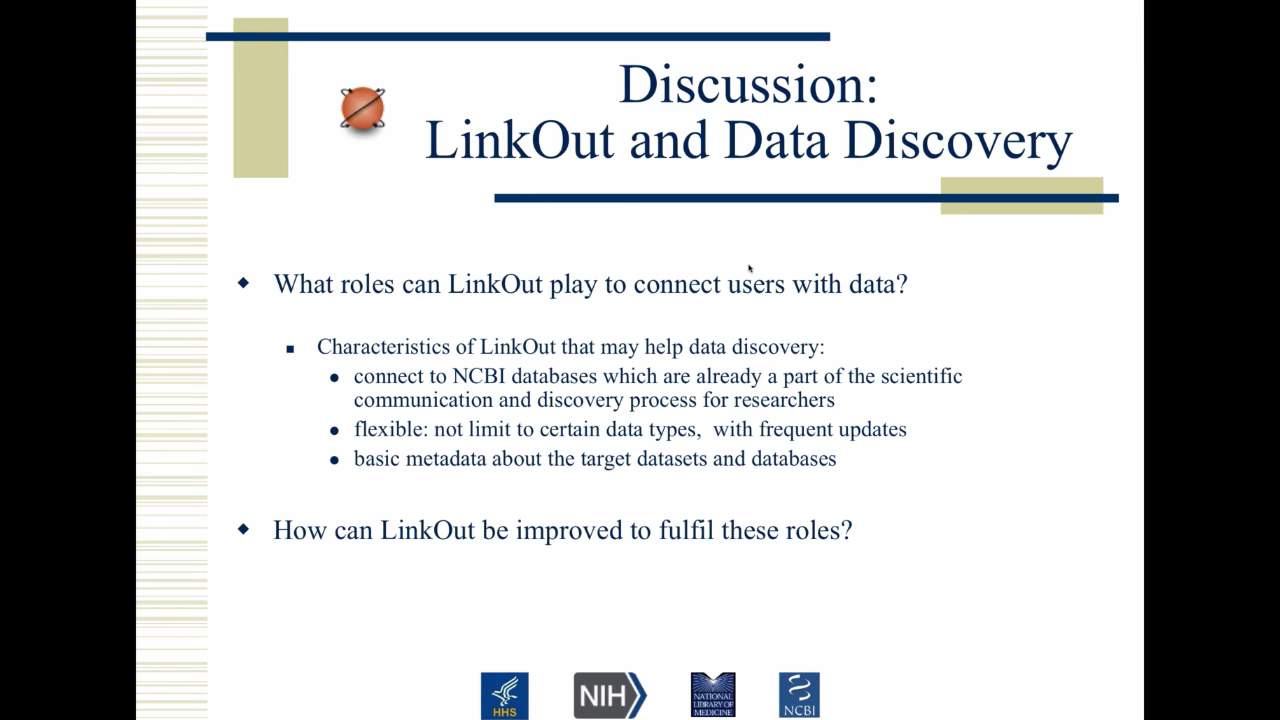 Discussion:
LinkOut and Data Discovery
What roles can LinkOut play to connect users with data?
Characteristics of LinkOut that may help data discovery:
connect to NCBI databases which are already a part of the scientific
communication and discovery process for researchers
flexible: not limit to certain data types,  with frequent updates
basic metadata about the target datasets and databases
How can LinkOut be improved to fulfil these roles?
HHS
NIH
NATIONAL
LIBRARY OF
MEDICINE
NCBI